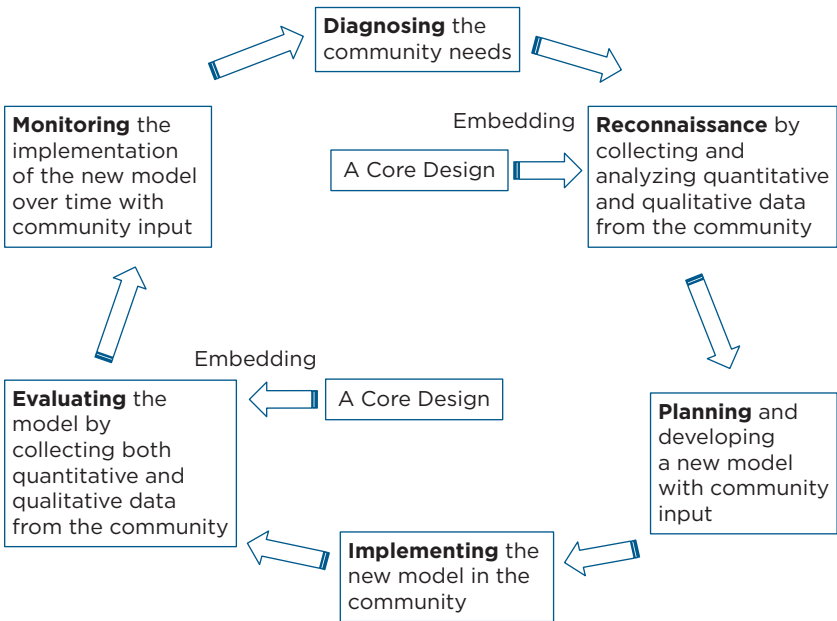 Diagnosing the
community needs
Embedding
A Core Design
Reconnaissance by
collecting and
analyzing quantitative
and qualitative data
from the community
Planning and
developing
a new model
with community
input
Implementing the
new model in the
community
Embedding
A Core Design
Evaluating the
model by
collecting both
quantitative and
qualitative data
from the community
Monitoring the
implementation
of the new model
over time with
community input